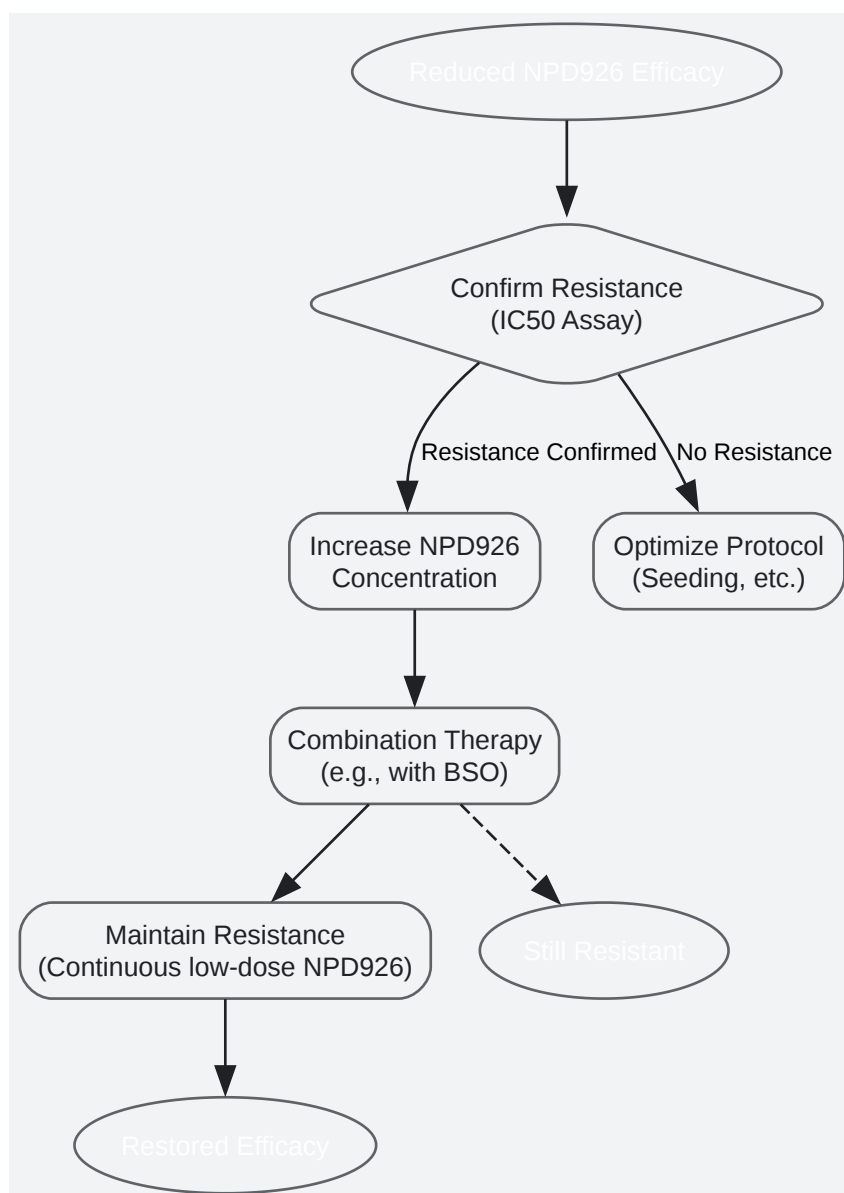 Reduced NPD926 Efficacy
Confirm Resistance
(IC50 Assay)
Resistance Confirmed
No Resistance
Increase NPD926
Concentration
Optimize Protocol
(Seeding, etc.)
Combination Therapy
(e.g., with BSO)
Maintain Resistance
(Continuous low-dose NPD926)
Still Resistant
Restored Efficacy